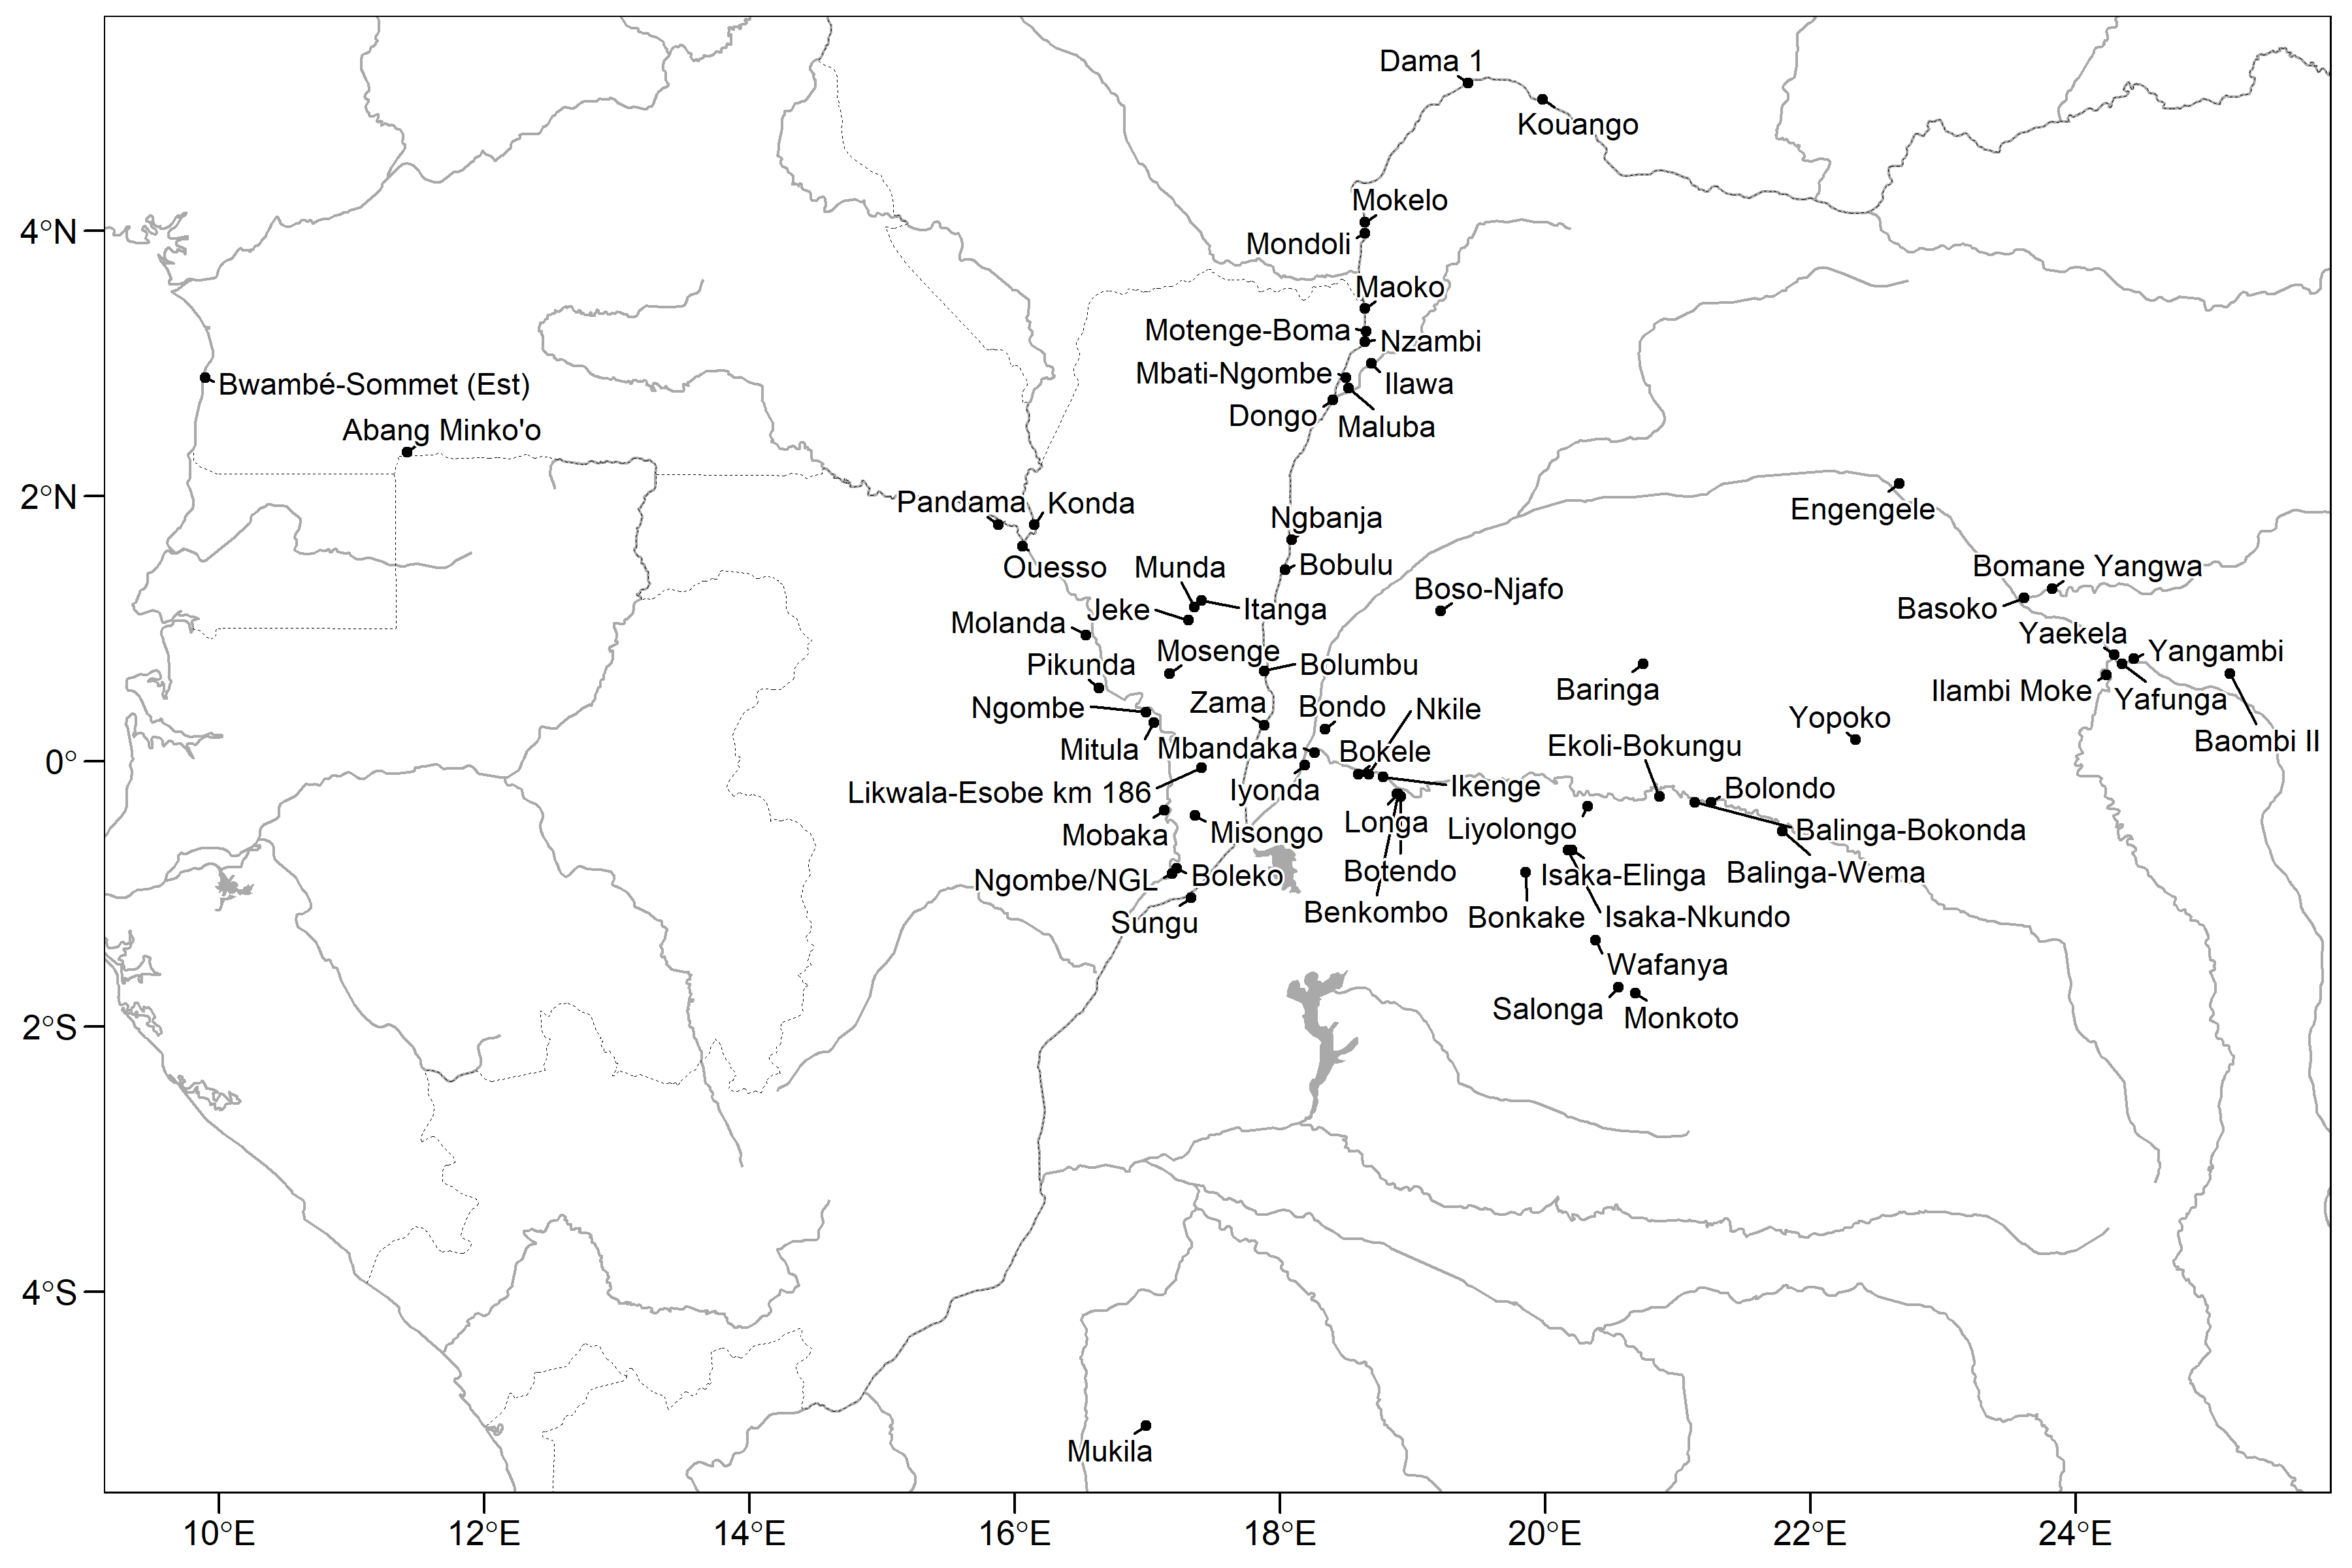 Dama 1
Kouango
Mokelo
4°N
Mondoli
Maoko
Motenge-Boma
Nzambi
Mbati-Ngombe
Ilawa
Bwambé-Sommet (Est)
Dongo
Maluba
Abang Minko'o
2°N
Pandama
Konda
Engengele
Ngbanja
Ouesso
Munda
Bobulu
Bomane Yangwa
Boso-Njafo
Jeke
Itanga
Basoko
Molanda
Yaekela
Mosenge
Yangambi
Pikunda
Bolumbu
Baringa
Ilambi Moke
Yafunga
Ngombe
Zama
Bondo
Nkile
Yopoko
Mitula
Mbandaka
Bokele
Ekoli-Bokungu
Baombi II
0°
Likwala-Esobe km 186
Iyonda
Ikenge
Bolondo
Mobaka
Misongo
Longa
Liyolongo
Balinga-Bokonda
Ngombe/NGL
Boleko
Botendo
Isaka-Elinga
Balinga-Wema
Sungu
Benkombo
Bonkake
Isaka-Nkundo
Wafanya
2°S
Salonga
Monkoto
4°S
Mukila
10°E
12°E
14°E
16°E
18°E
20°E
22°E
24°E